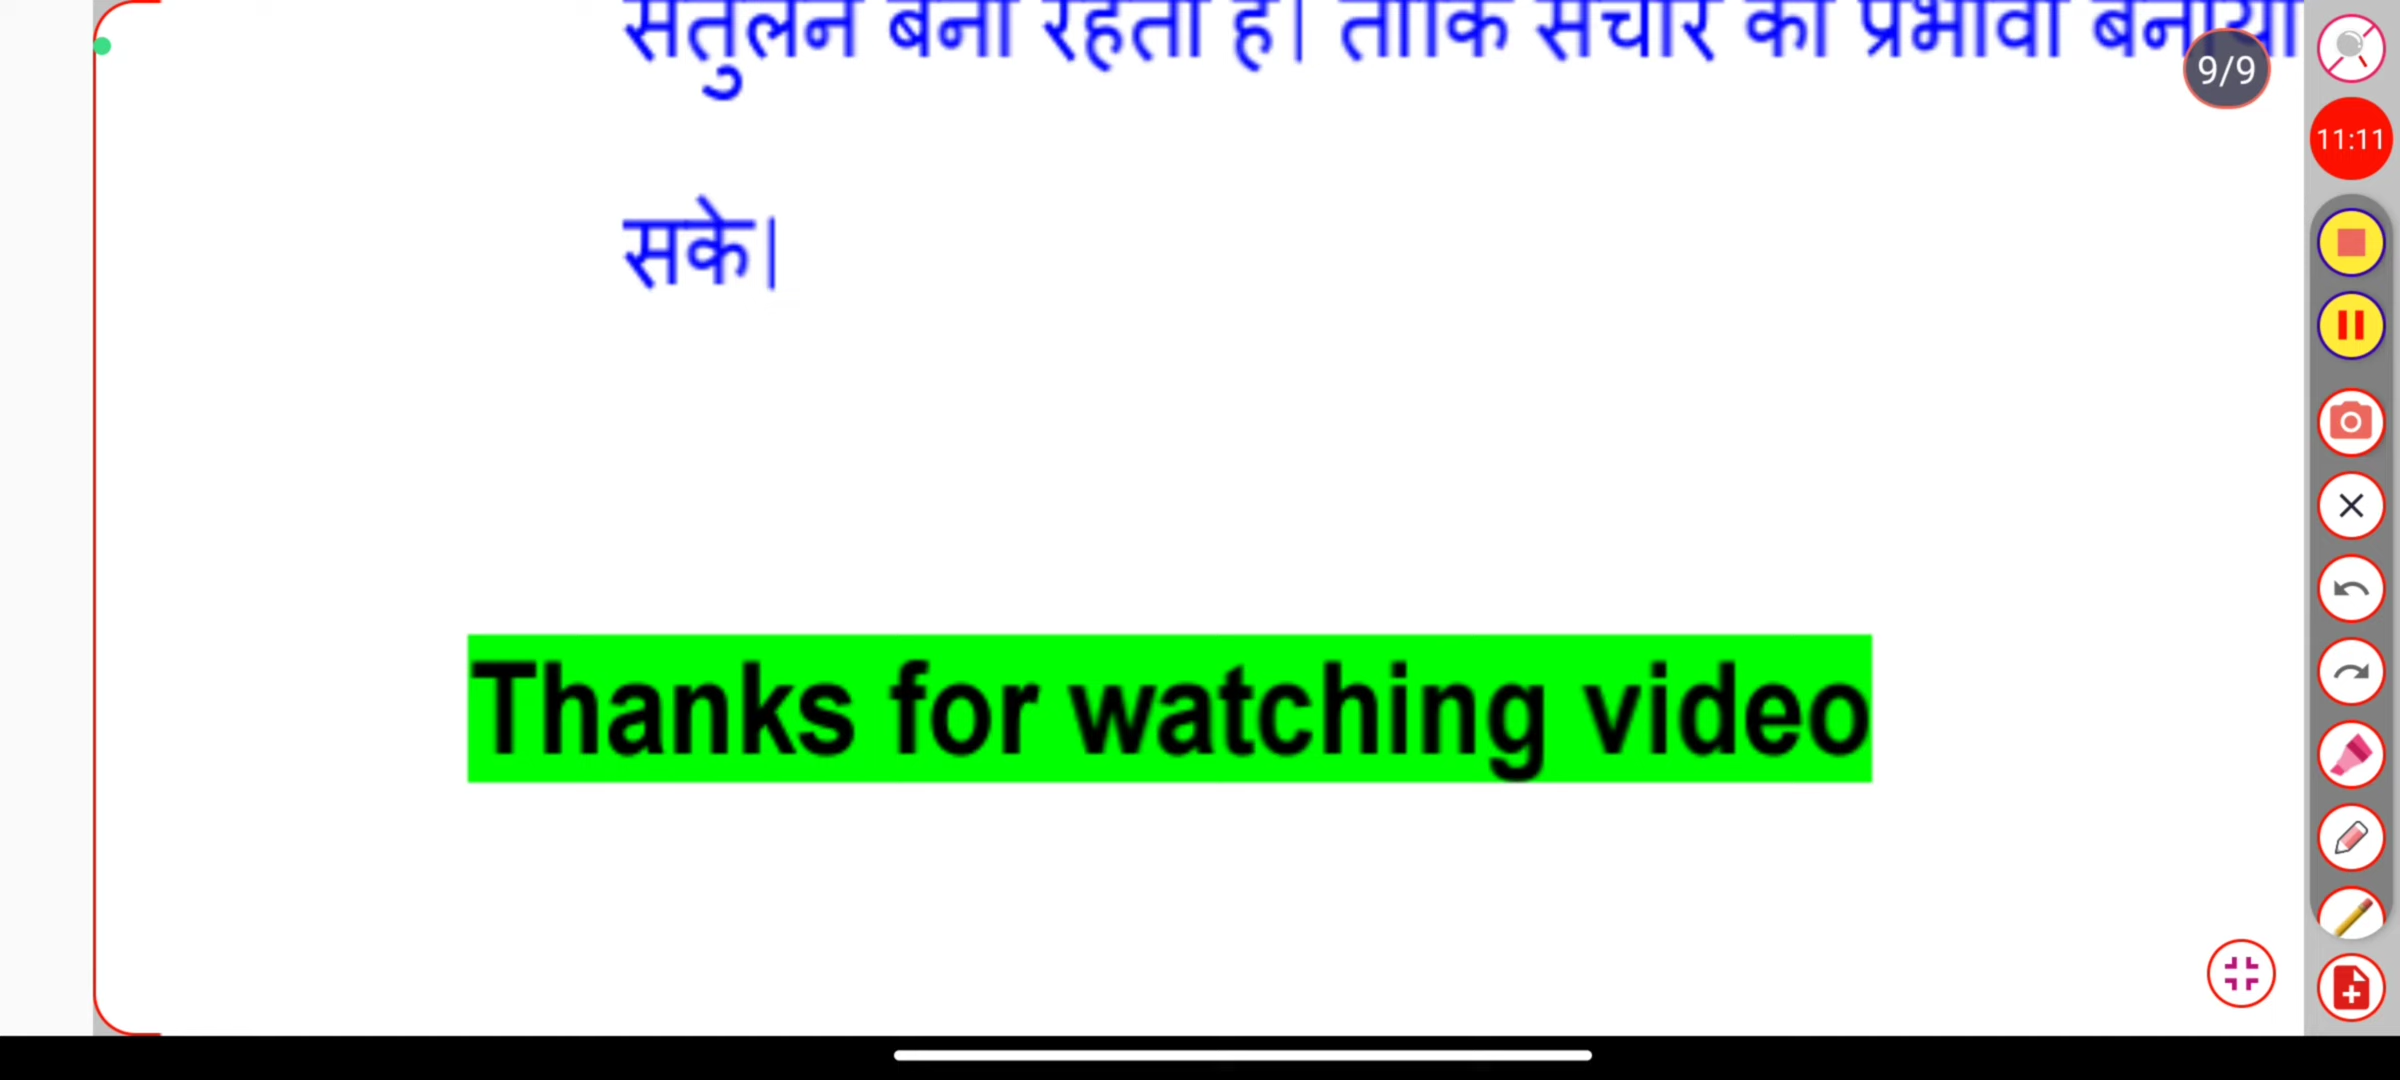 संतुलन बना रहता है। ताकि संचार को प्रभावी बनाया
9/9
11:11
सके।
Thanks for watching video